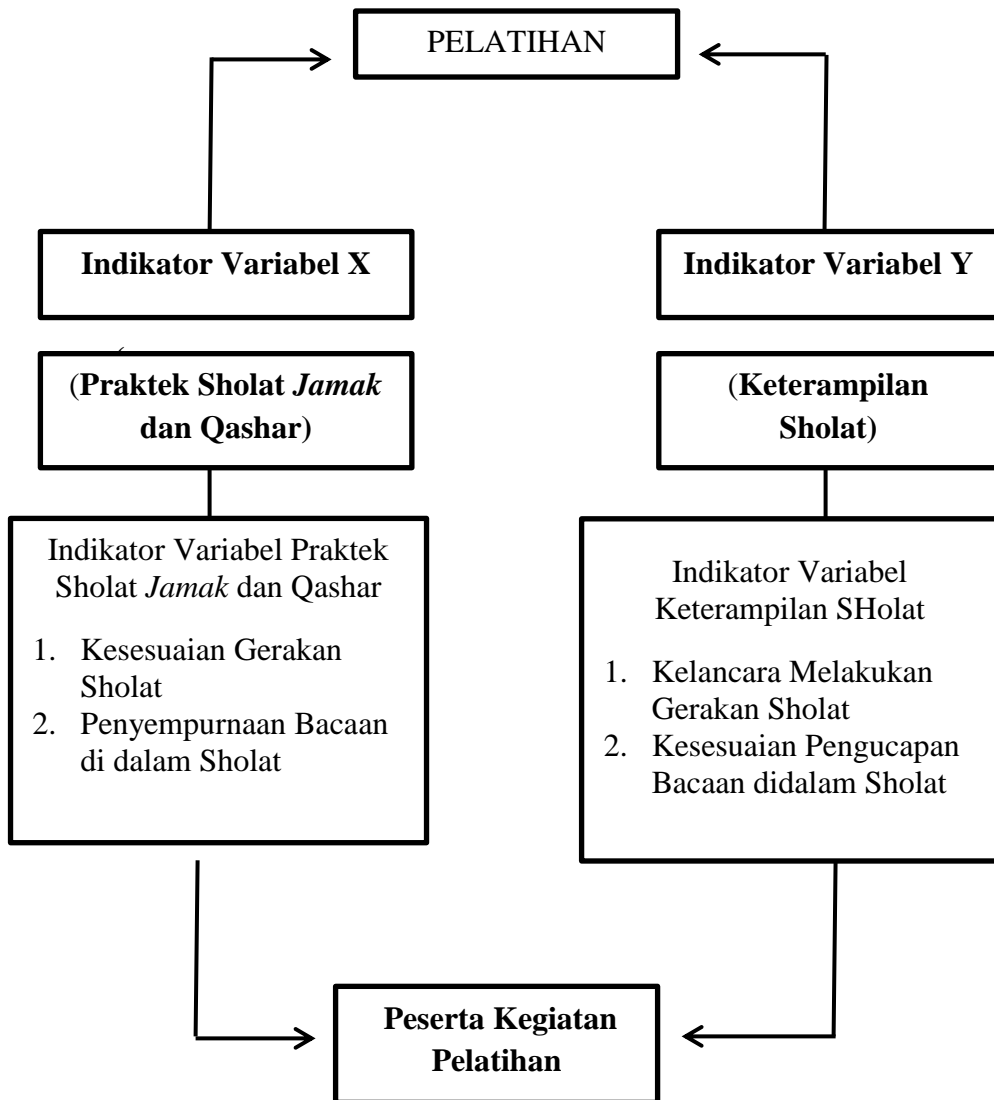 PELATIHAN
Indikator Variabel X
Indikator Variabel Y
(Praktek Sholat Jamak
dan Qashar)
(Keterampilan
Sholat)
Indikator Variabel Praktek
Sholat Jamak dan Qashar
1. Kesesuaian Gerakan
Sholat
2. Penyempurnaan Bacaan
di dalam Sholat
Indikator Variabel
Keterampilan SHolat
1. Kelancara Melakukan
Gerakan Sholat
2. Kesesuaian Pengucapan
Bacaan didalam Sholat
Peserta Kegiatan
Pelatihan